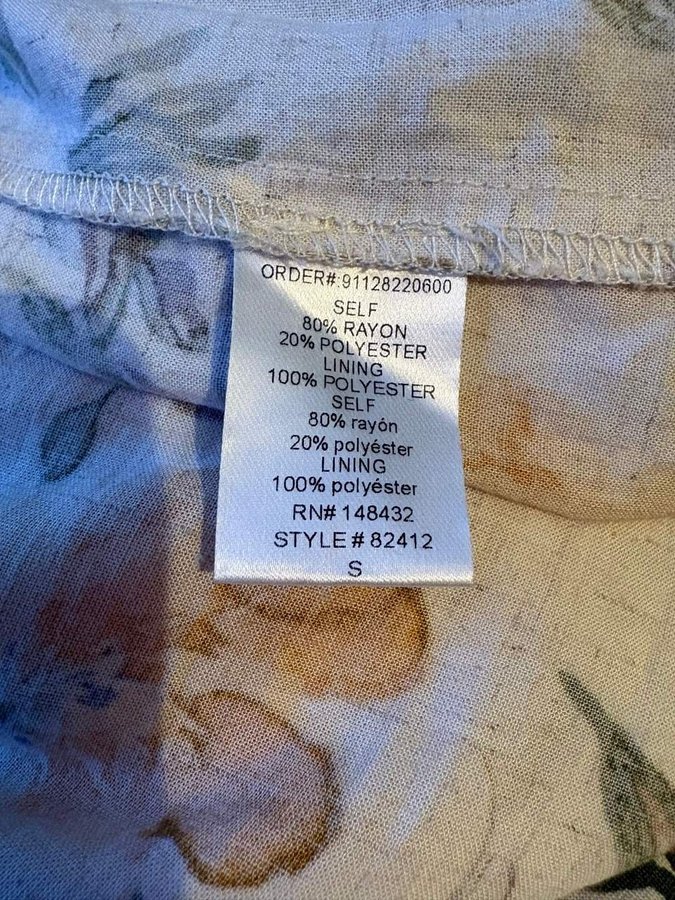 ORDER#:91128220600
SELF
80% RAYON
20% POLYESTER
LINING
100% POLYESTER
SELF
80% rayón
20% polyéster
LINING
100% polyéster
RN# 148432
STYLE # 82412
S